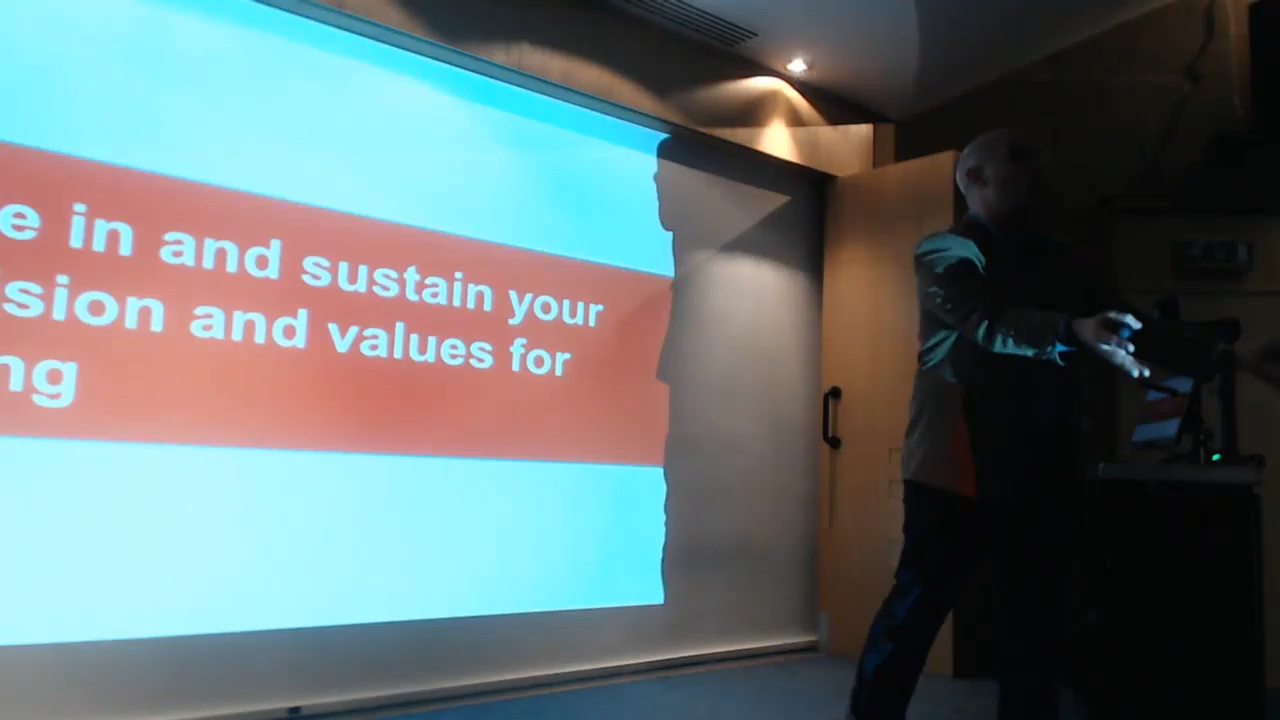 e in and sustain your
sion and values for
ng